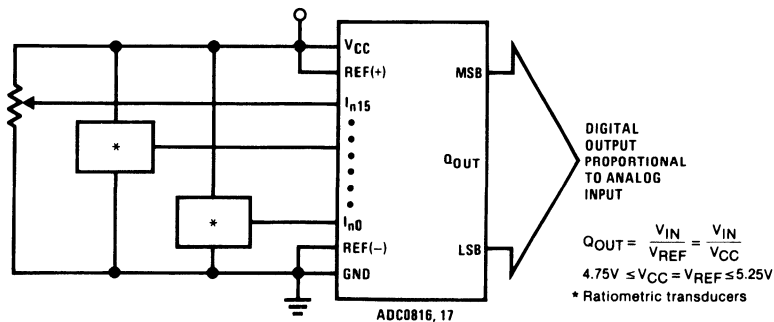 VCC
REF(+)
In15
*
*
In0
REF(−)
GND
MSB
QOUT
LSB
ADC0816, 17
DIGITAL
OUTPUT
PROPORTIONAL
TO ANALOG
INPUT
QOUT = VIN/VREF = VIN/VCC
4.75V ≤ VCC = VREF ≤ 5.25V
* Ratiometric transducers